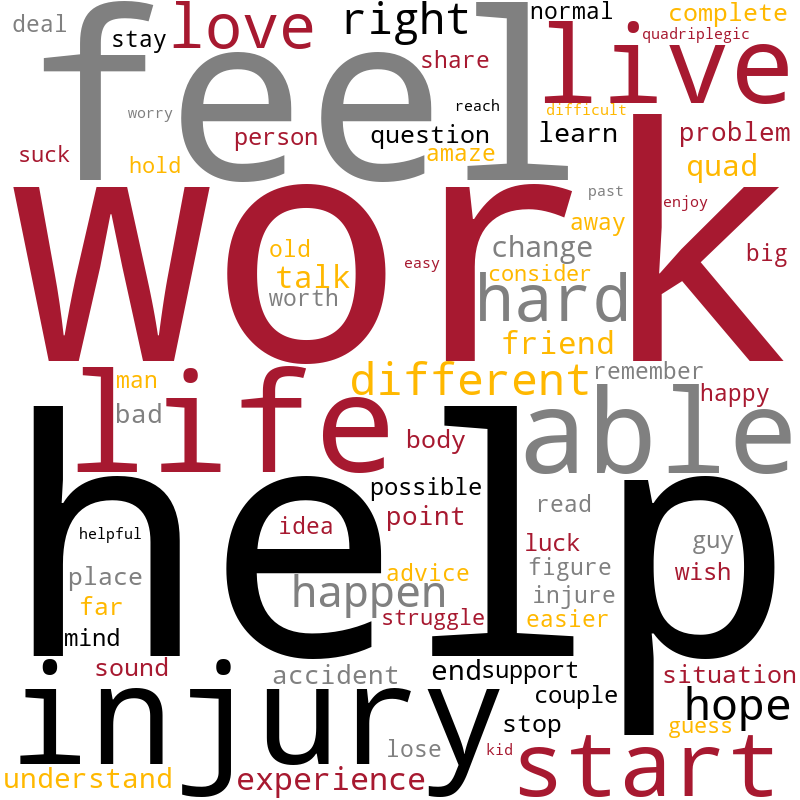 deal
stay
love
right
normal
complete
feel
live
quadriplegic
share
worry
reach
difficult
person
question
learn
problem
suck
hold
amaze
quad
work
past
enjoy
away
old
easy
change
big
talk
consider
worth
hard
friend
life
man
different
remember
happy
bad
able
body
help
possible
point
read
helpful
idea
luck
guy
place
advice
figure
wish
happen
injure
far
struggle
easier
mind
sound
accident
end
support
situation
injury
couple
hope
stop
guess
lose
kid
start
understand
experience